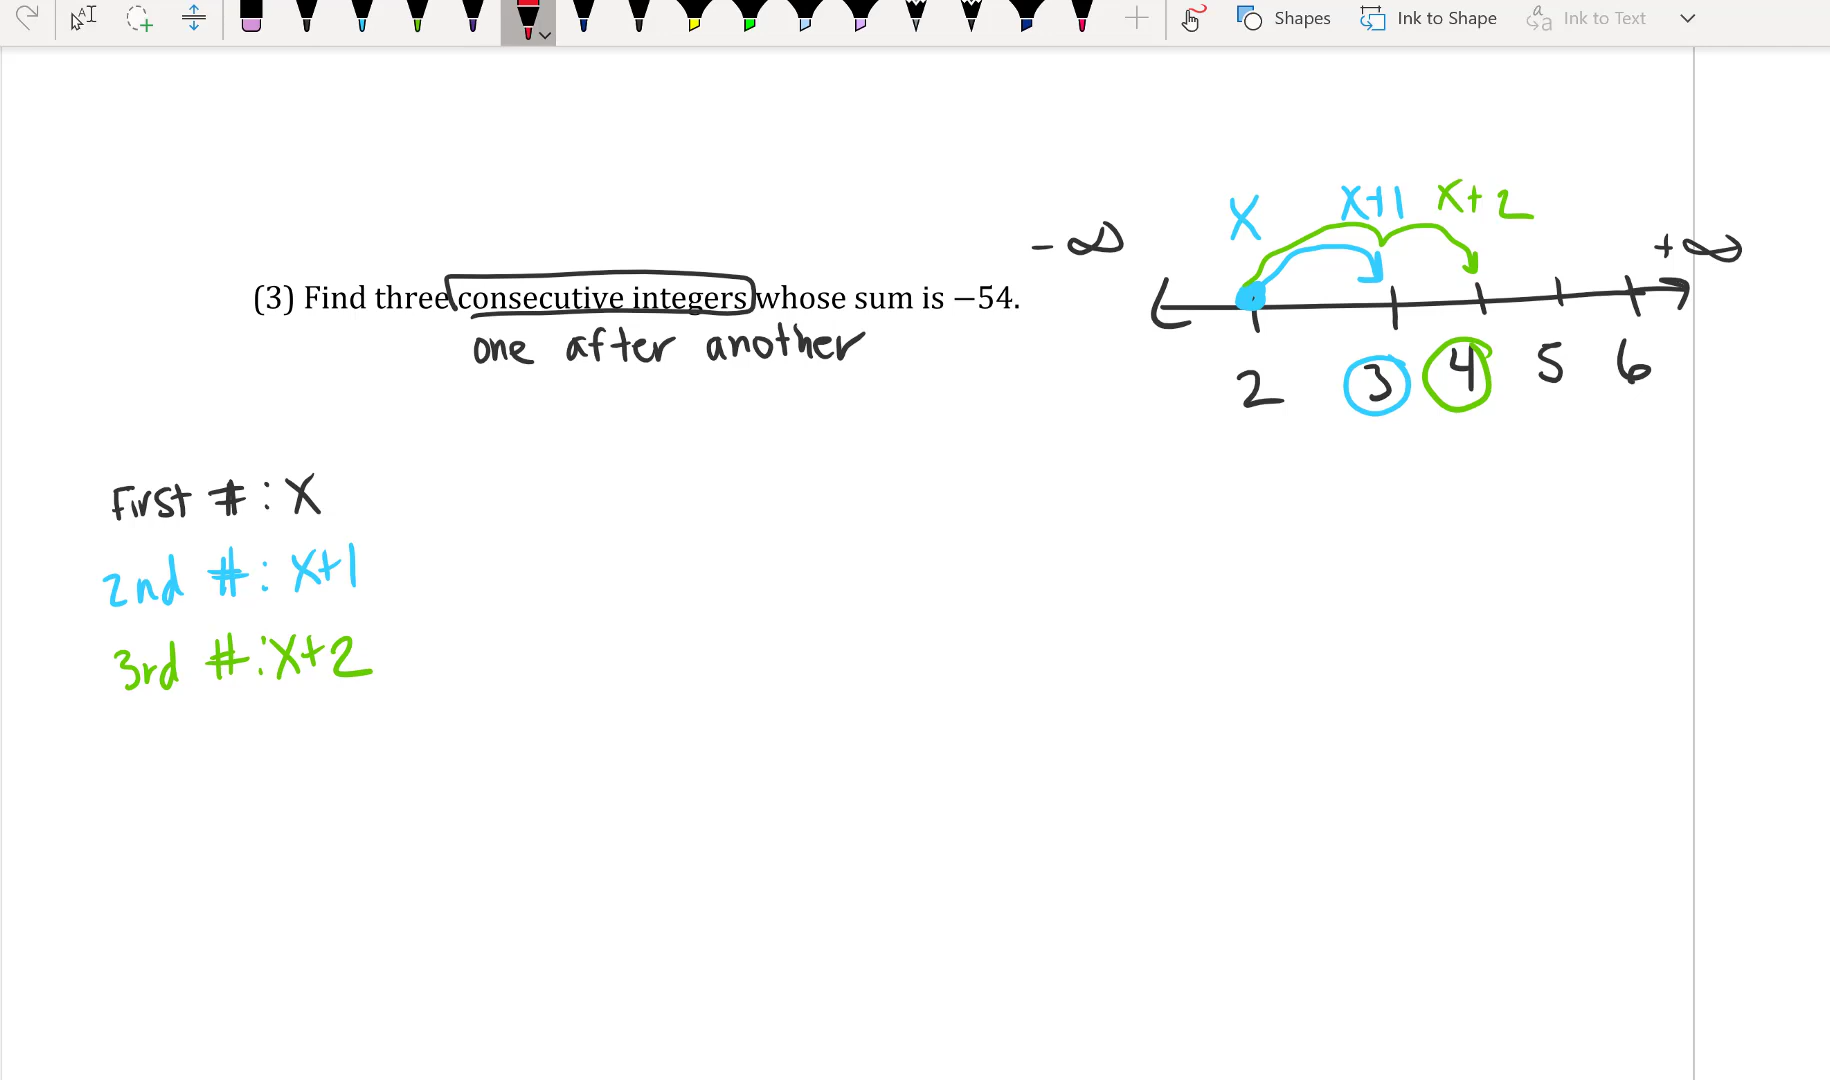 Shapes Ink to Shape Ink to Text
x x+1 x+2
-∞ +∞
(3) Find three consecutive integers whose sum is −54.
one after another
2 3 4 5 6
First #: x
2nd #: x+1
3rd #: x+2